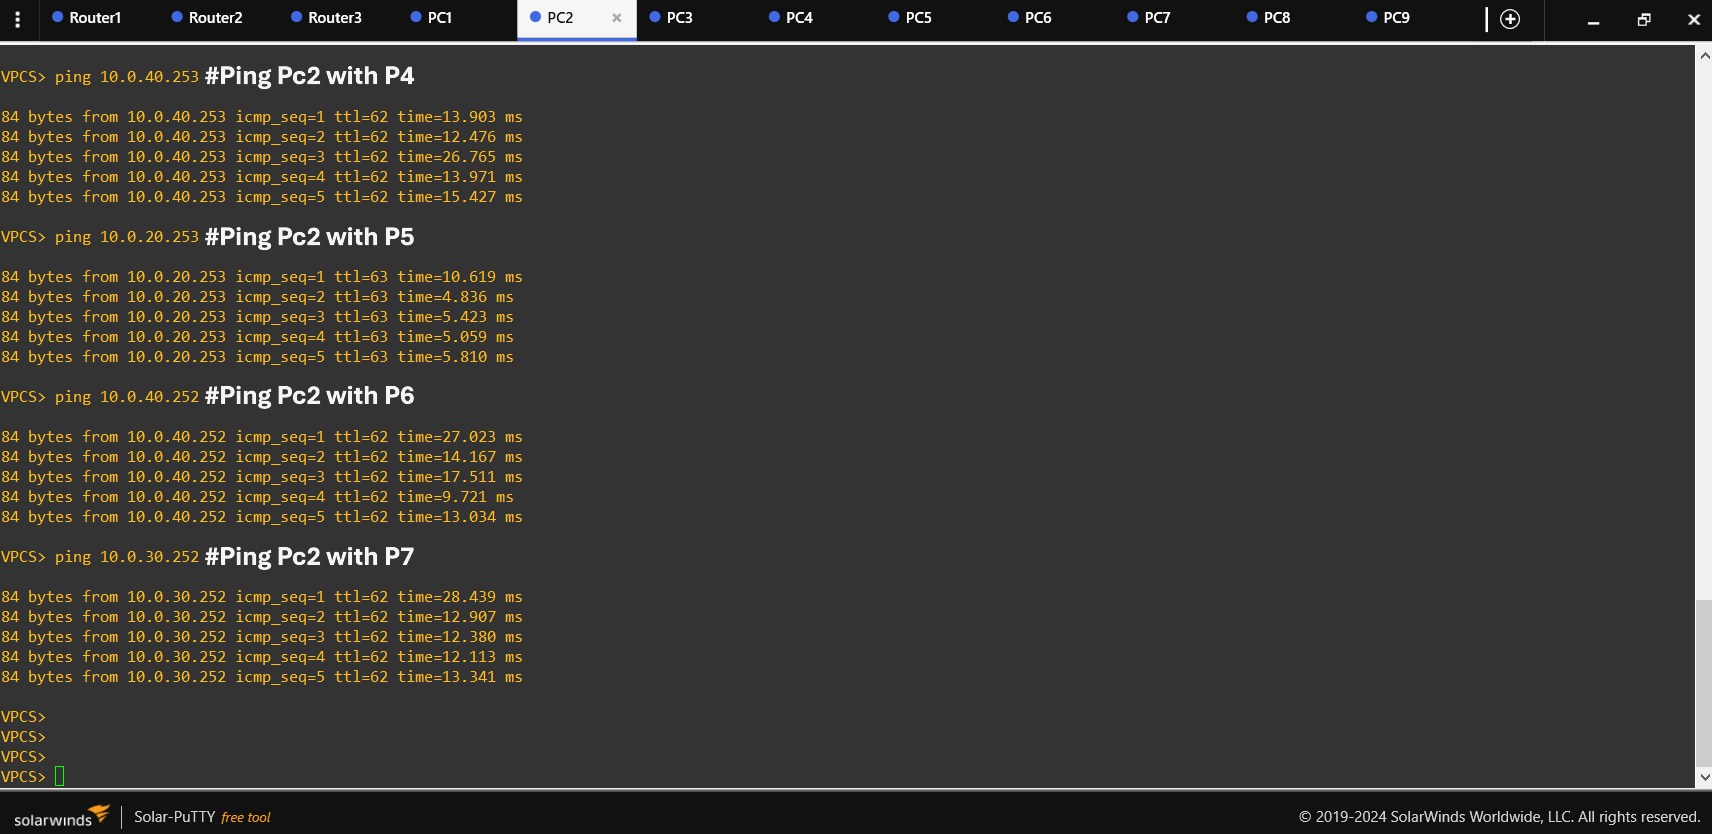 Router1 Router2 Router3 PC1 PC2 PC3 PC4 PC5 PC6 PC7 PC8 PC9
VPCS> ping 10.0.40.253 #Ping Pc2 with P4
84 bytes from 10.0.40.253 icmp_seq=1 ttl=62 time=13.903 ms
84 bytes from 10.0.40.253 icmp_seq=2 ttl=62 time=12.476 ms
84 bytes from 10.0.40.253 icmp_seq=3 ttl=62 time=26.765 ms
84 bytes from 10.0.40.253 icmp_seq=4 ttl=62 time=13.971 ms
84 bytes from 10.0.40.253 icmp_seq=5 ttl=62 time=15.427 ms
VPCS> ping 10.0.20.253 #Ping Pc2 with P5
84 bytes from 10.0.20.253 icmp_seq=1 ttl=63 time=10.619 ms
84 bytes from 10.0.20.253 icmp_seq=2 ttl=63 time=4.836 ms
84 bytes from 10.0.20.253 icmp_seq=3 ttl=63 time=5.423 ms
84 bytes from 10.0.20.253 icmp_seq=4 ttl=63 time=5.059 ms
84 bytes from 10.0.20.253 icmp_seq=5 ttl=63 time=5.810 ms
VPCS> ping 10.0.40.252 #Ping Pc2 with P6
84 bytes from 10.0.40.252 icmp_seq=1 ttl=62 time=27.023 ms
84 bytes from 10.0.40.252 icmp_seq=2 ttl=62 time=14.167 ms
84 bytes from 10.0.40.252 icmp_seq=3 ttl=62 time=17.511 ms
84 bytes from 10.0.40.252 icmp_seq=4 ttl=62 time=9.721 ms
84 bytes from 10.0.40.252 icmp_seq=5 ttl=62 time=13.034 ms
VPCS> ping 10.0.30.252 #Ping Pc2 with P7
84 bytes from 10.0.30.252 icmp_seq=1 ttl=62 time=28.439 ms
84 bytes from 10.0.30.252 icmp_seq=2 ttl=62 time=12.907 ms
84 bytes from 10.0.30.252 icmp_seq=3 ttl=62 time=12.380 ms
84 bytes from 10.0.30.252 icmp_seq=4 ttl=62 time=12.113 ms
84 bytes from 10.0.30.252 icmp_seq=5 ttl=62 time=13.341 ms
VPCS>
VPCS>
VPCS>
VPCS>
solarwinds Solar-PuTTY free tool © 2019-2024 SolarWinds Worldwide, LLC. All rights reserved.